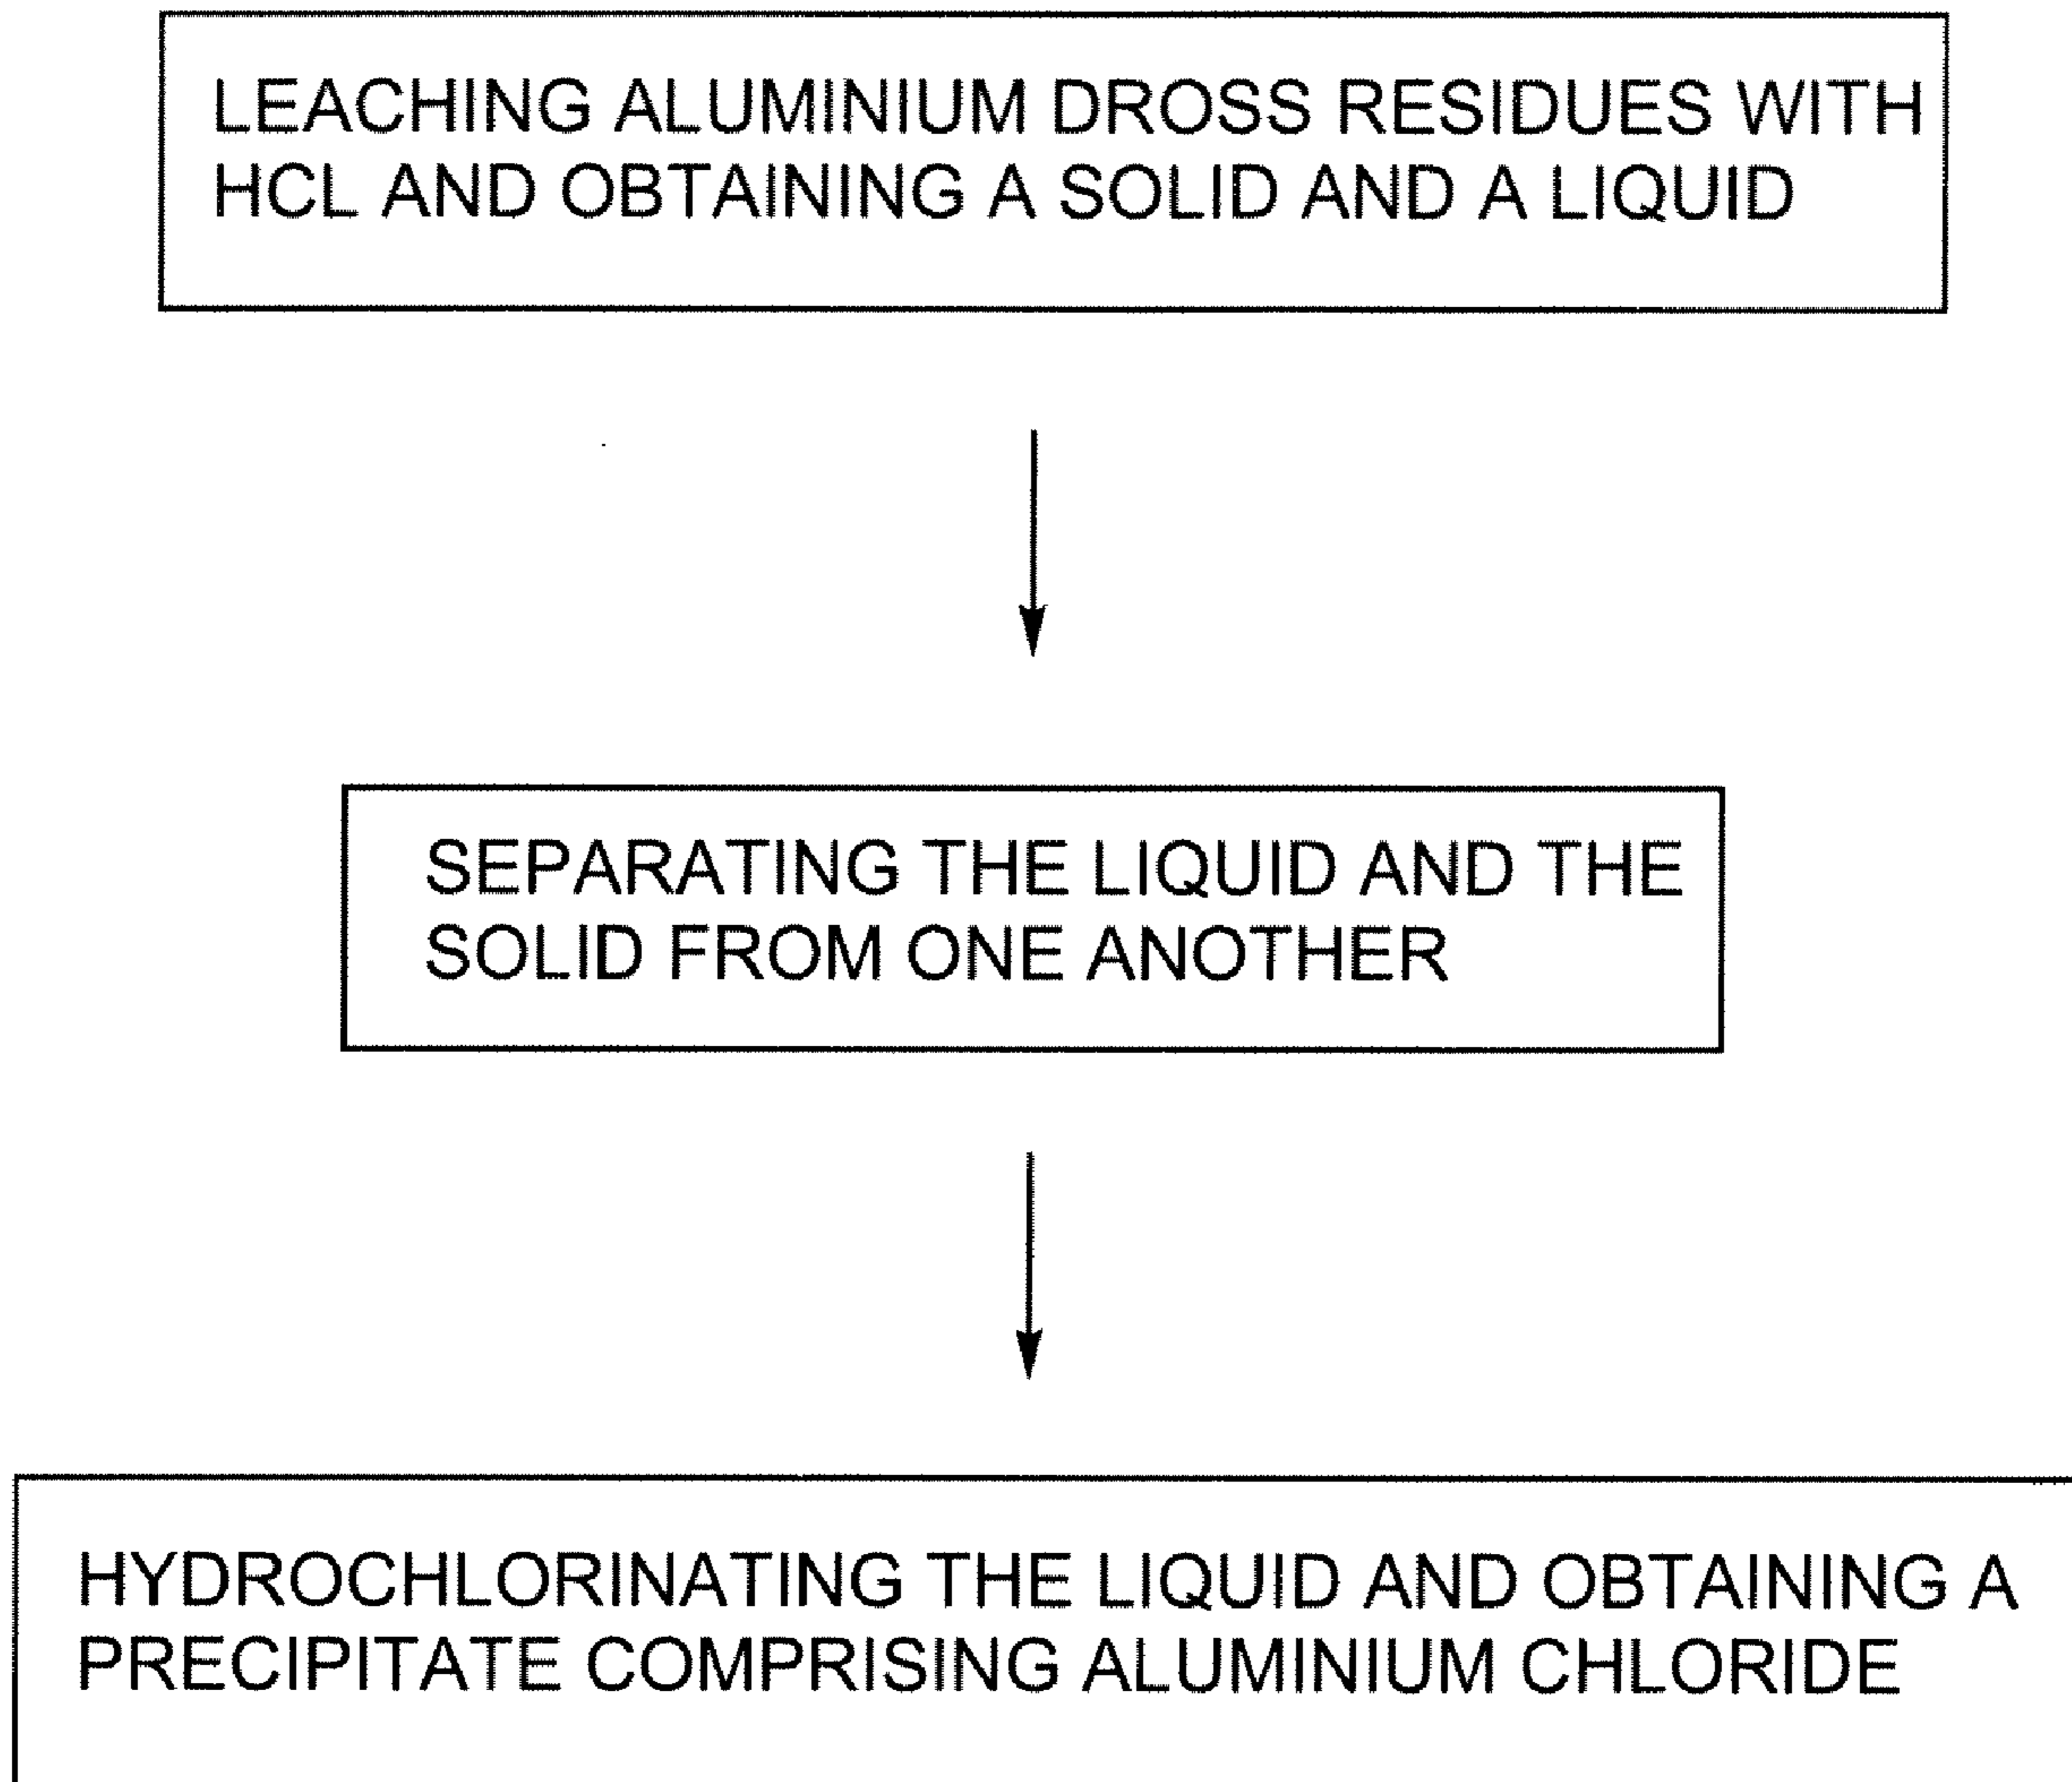 LEACHING ALUMINIUM DROSS RESIDUES WITH
HCL AND OBTAINING A SOLID AND A LIQUID
SEPARATING THE LIQUID AND THE
SOLID FROM ONE ANOTHER
HYDROCHLORINATING THE LIQUID AND OBTAINING A
PRECIPITATE COMPRISING ALUMINIUM CHLORIDE